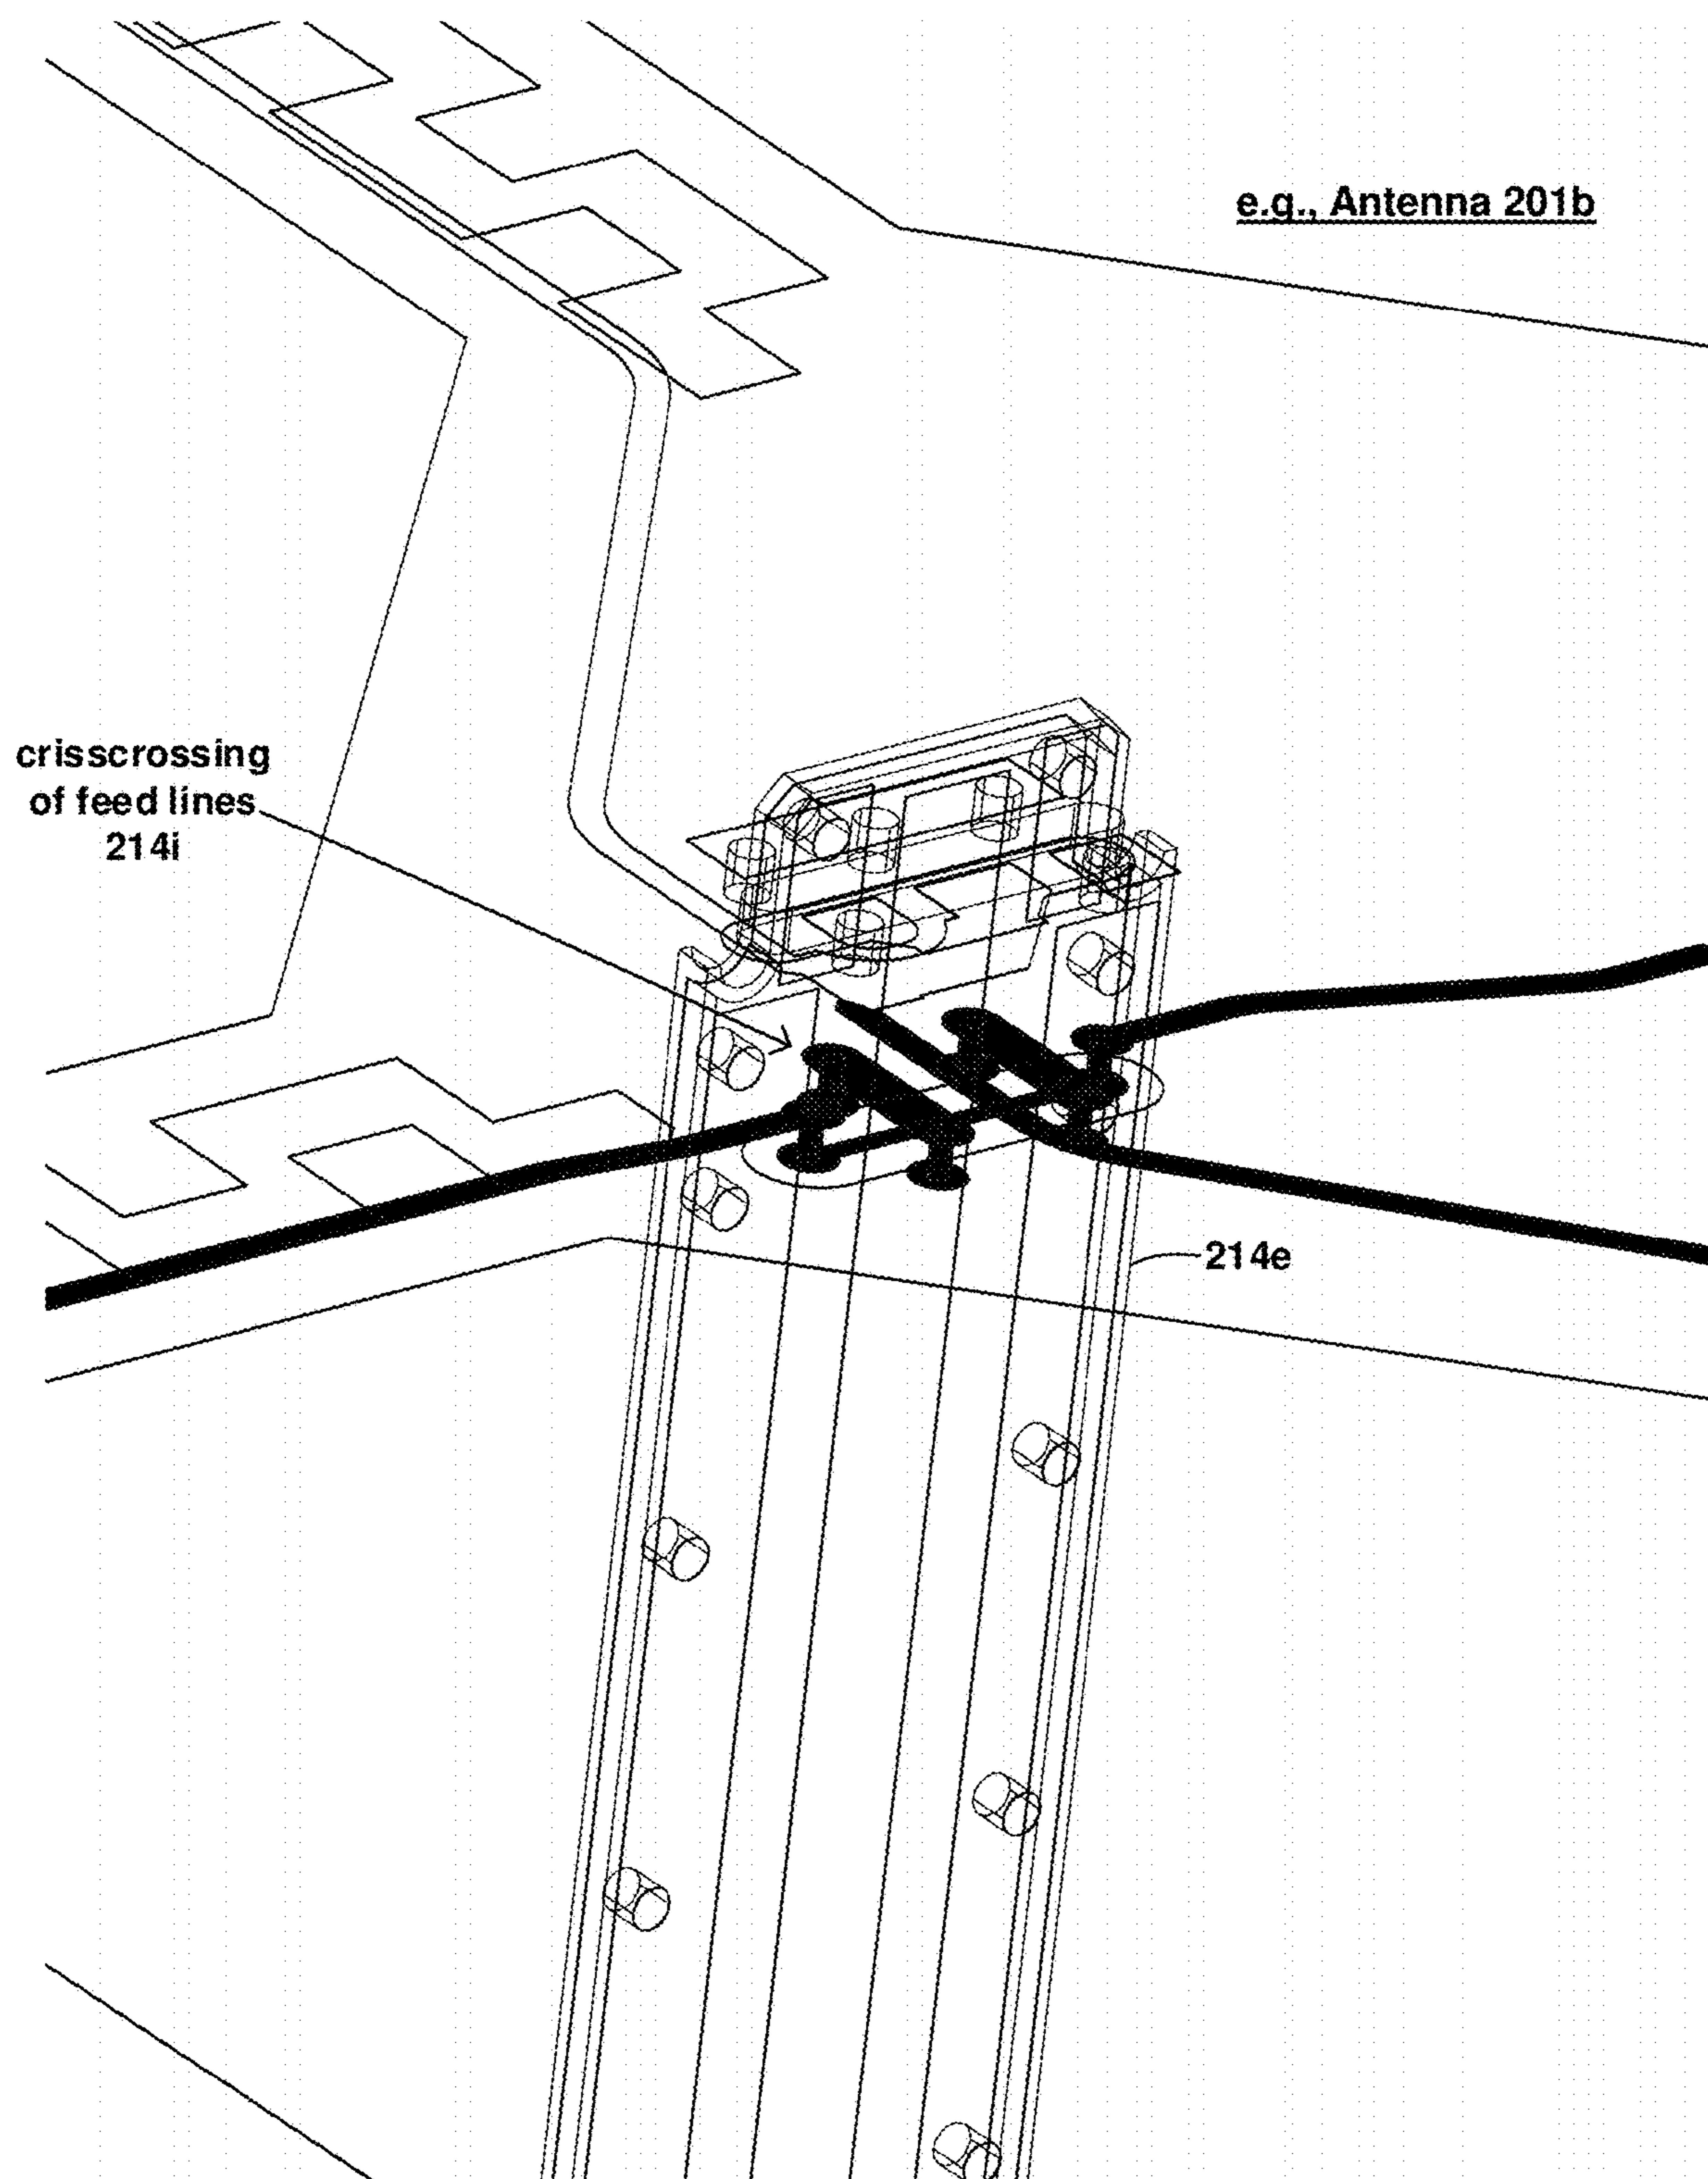 e.g., Antenna 201b
crisscrossing
of feed lines
214i
214e